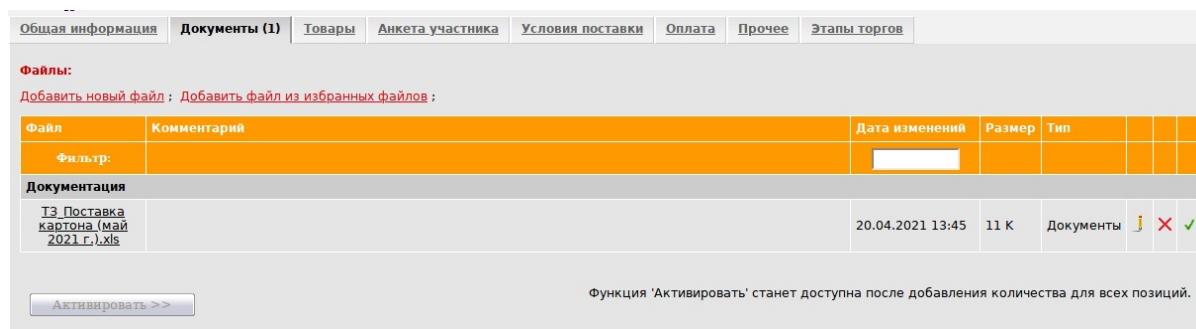 Общая информация Документы (1) Товары Анкета участника Условия поставки Оплата Прочее Этапы торгов
Файлы:
Добавить новый файл ; Добавить файл из избранных файлов ;
Файл Комментарий Дата изменений Размер Тип
Фильтр:
Документация
ТЗ_Поставка
картона (май
2021 г.).xls
20.04.2021 13:45 11 K Документы
Функция 'Активировать' станет доступна после добавления количества для всех позиций.
Активировать >>